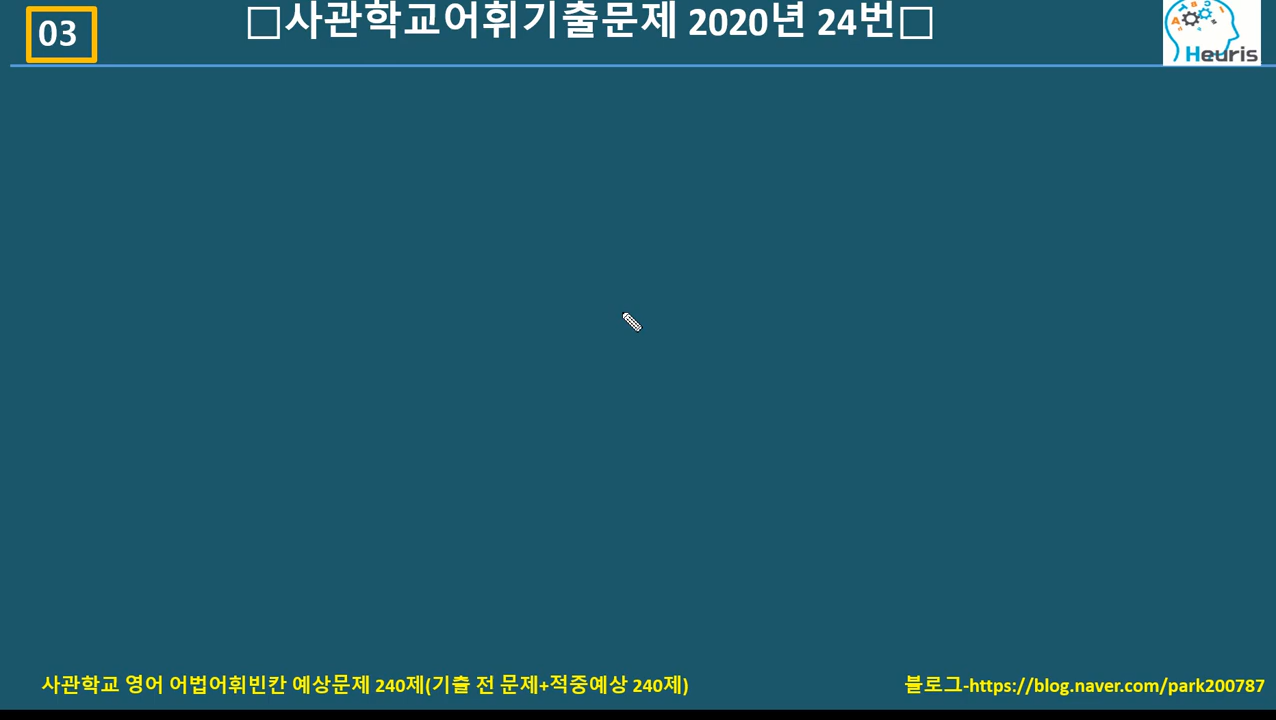 03
□사관학교어휘기출문제 2020년 24번□
Heuris
사관학교 영어 어법어휘빈칸 예상문제 240제(기출 전 문제+적중예상 240제)
블로그-https://blog.naver.com/park200787